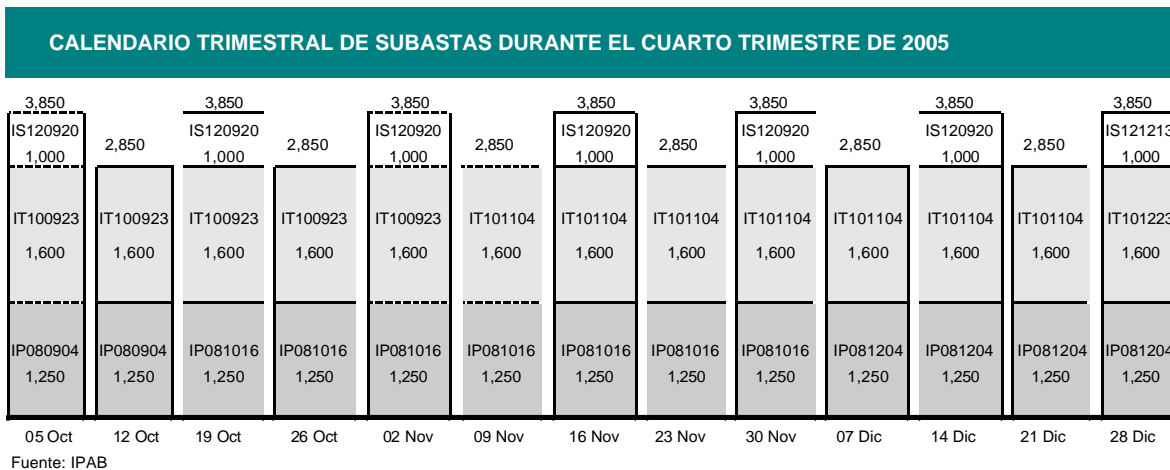 CALENDARIO TRIMESTRAL DE SUBASTAS DURANTE EL CUARTO TRIMESTRE DE 2005
3,850 3,850 3,850 3,850 3,850 3,850 3,850
IS120920 IS120920 IS120920 IS120920 IS120920 IS120920 IS121213
2,850 2,850 2,850 2,850 2,850 2,850
1,000 1,000 1,000 1,000 1,000 1,000 1,000
IT100923 IT100923 IT100923 IT100923 IT100923 IT101104 IT101104 IT101104 IT101104 IT101104 IT101104 IT101104 IT101223
1,600 1,600 1,600 1,600 1,600 1,600 1,600 1,600 1,600 1,600 1,600 1,600 1,600
IP080904 IP080904 IP081016 IP081016 IP081016 IP081016 IP081016 IP081016 IP081016 IP081204 IP081204 IP081204 IP081204
1,250 1,250 1,250 1,250 1,250 1,250 1,250 1,250 1,250 1,250 1,250 1,250 1,250
05 Oct 12 Oct 19 Oct 26 Oct 02 Nov 09 Nov 16 Nov 23 Nov 30 Nov 07 Dic 14 Dic 21 Dic 28 Dic
Fuente: IPAB